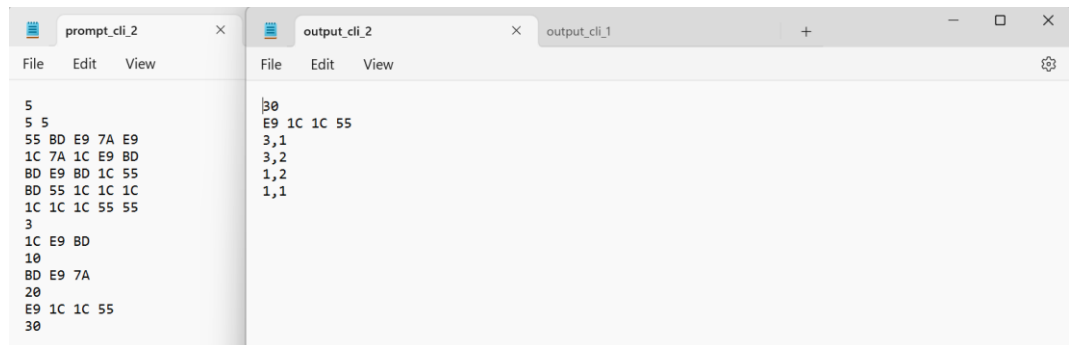 prompt_cli_2
File Edit View
5
5 5
55 BD E9 7A E9
1C 7A 1C E9 BD
BD E9 BD 1C 55
BD 55 1C 1C 1C
1C 1C 1C 55 55
3
1C E9 BD
10
BD E9 7A
20
E9 1C 1C 55
30
output_cli_2 output_cli_1
File Edit View
30
E9 1C 1C 55
3,1
3,2
1,2
1,1